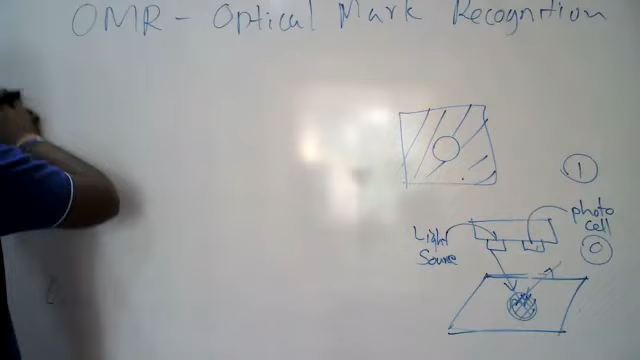 OMR - Optical Mark Recognition
1
photo
cell
Light
Source
0